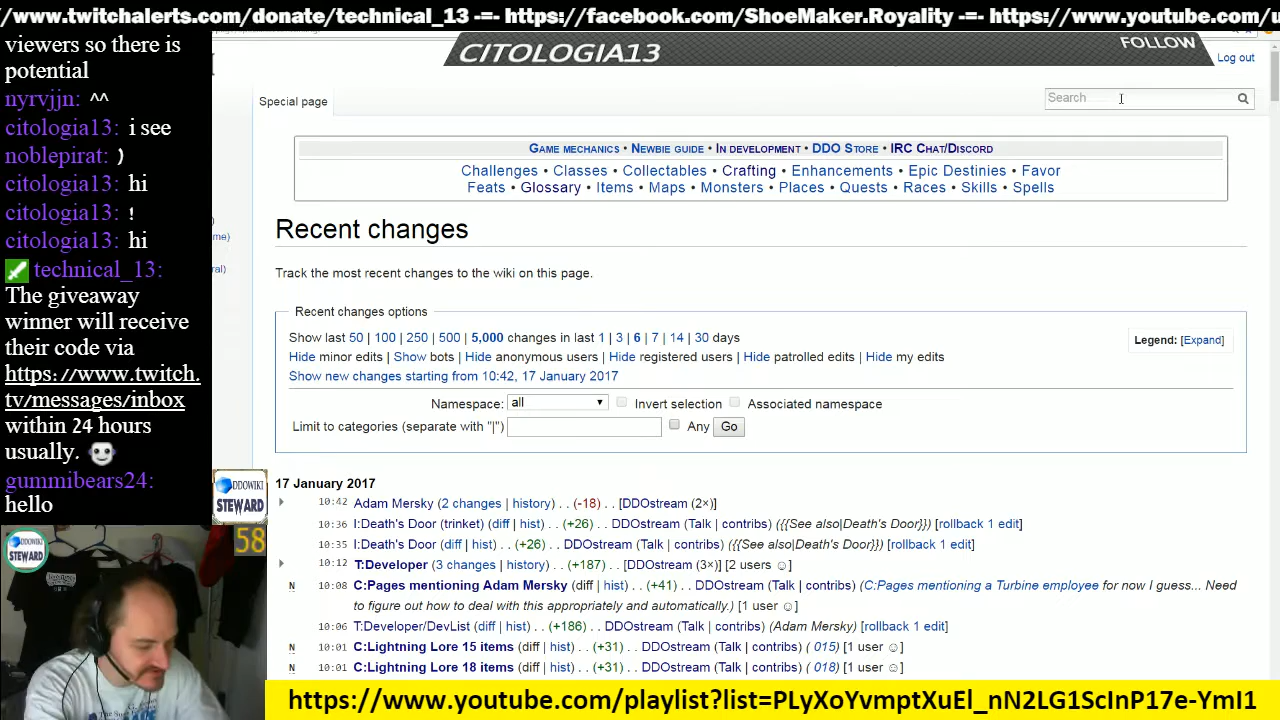 /www.twitchalerts.com/donate/technical_13 -=- https://facebook.com/ShoeMaker.Royality -=- https://www.youtube.com/u
viewers so there is
potential
nyrvjjn: ^^
citologia13: i see
noblepirat: )
citologia13: hi
citologia13: !
citologia13: hi
technical_13:
The giveaway
winner will receive
their code via
https://www.twitch.
tv/messages/inbox
within 24 hours
usually.
gummibears24:
hello
CITOLOGIA13
FOLLOW
Log out
Special page
Search
Game mechanics • Newbie guide • In development • DDO Store • IRC Chat/Discord
Challenges • Classes • Collectables • Crafting • Enhancements • Epic Destinies • Favor
Feats • Glossary • Items • Maps • Monsters • Places • Quests • Races • Skills • Spells
Recent changes
Track the most recent changes to the wiki on this page.
Recent changes options
Show last 50 | 100 | 250 | 500 | 5,000 changes in last 1 | 3 | 6 | 7 | 14 | 30 days
Legend: [Expand]
Hide minor edits | Show bots | Hide anonymous users | Hide registered users | Hide patrolled edits | Hide my edits
Show new changes starting from 10:42, 17 January 2017
Namespace: all Invert selection Associated namespace
Limit to categories (separate with "|") Any Go
17 January 2017
10:42 Adam Mersky (2 changes | history) . . (-18) . . [DDOstream (2×)]
10:36 I:Death's Door (trinket) (diff | hist) . . (+26) . . DDOstream (Talk | contribs) ({{See also|Death's Door}}) [rollback 1 edit]
10:35 I:Death's Door (diff | hist) . . (+26) . . DDOstream (Talk | contribs) ({{See also|Death's Door}}) [rollback 1 edit]
10:12 T:Developer (3 changes | history) . . (+187) . . [DDOstream (3×)] [2 users ☺]
N 10:08 C:Pages mentioning Adam Mersky (diff | hist) . . (+41) . . DDOstream (Talk | contribs) (C:Pages mentioning a Turbine employee for now I guess... Need
to figure out how to deal with this appropriately and automatically.) [1 user ☺]
10:06 T:Developer/DevList (diff | hist) . . (+186) . . DDOstream (Talk | contribs) (Adam Mersky) [rollback 1 edit]
N 10:01 C:Lightning Lore 15 items (diff | hist) . . (+31) . . DDOstream (Talk | contribs) ( 015) [1 user ☺]
N 10:01 C:Lightning Lore 18 items (diff | hist) . . (+31) . . DDOstream (Talk | contribs) ( 018) [1 user ☺]
me)
ral)
DDOWIKI
STEWARD
58
DDOWIKI
STEWARD
https://www.youtube.com/playlist?list=PLyXoYvmptXuEl_nN2LG1ScInP17e-YmI1